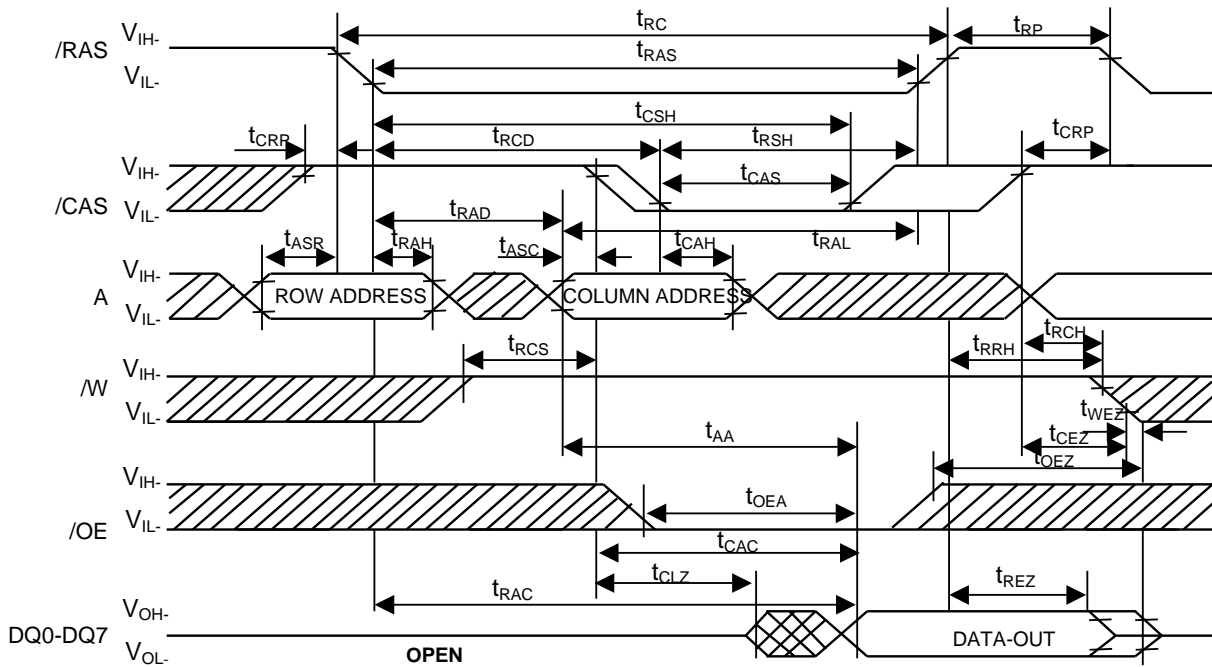 tRC
tRP
/RAS
VIH-
VIL-
tRAS
tCSH
tCRP
tRCD
tRSH
tCRP
/CAS
VIH-
VIL-
tCAS
tRAD
tRAL
tASR
tRAH
tASC
tCAH
A
VIH-
VIL-
ROW ADDRESS
COLUMN ADDRESS
tRCS
tRCH
tRRH
/W
VIH-
VIL-
tWEZ
tAA
tCEZ
tOEZ
/OE
VIH-
VIL-
tOEA
tCAC
tCLZ
tRAC
tREZ
DQ0-DQ7
VOH-
VOL-
OPEN
DATA-OUT